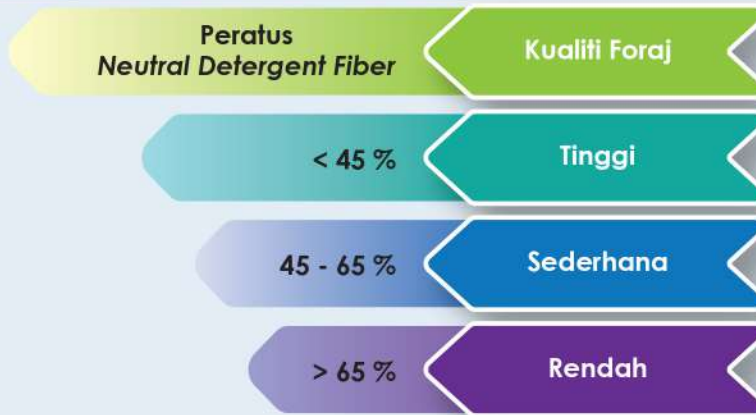 Peratus
Neutral Detergent Fiber
Kualiti Foraj
< 45 %
Tinggi
45 - 65 %
Sederhana
> 65 %
Rendah